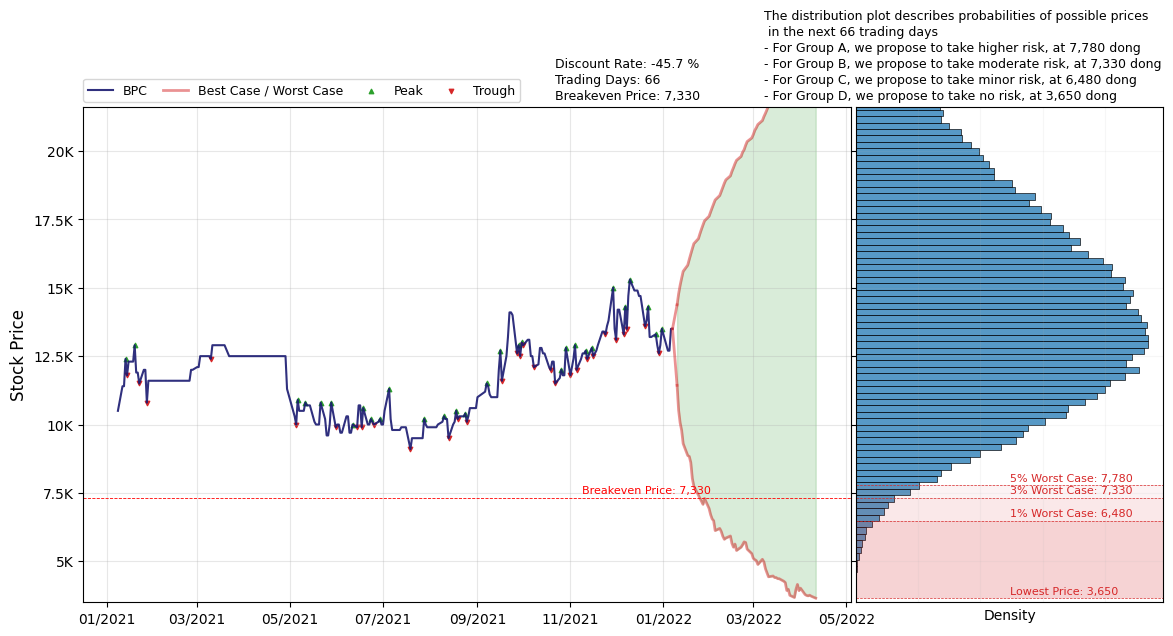 The distribution plot describes probabilities of possible prices
in the next 66 trading days
- For Group A, we propose to take higher risk, at 7,780 dong
- For Group B, we propose to take moderate risk, at 7,330 dong
- For Group C, we propose to take minor risk, at 6,480 dong
- For Group D, we propose to take no risk, at 3,650 dong
Discount Rate: -45.7 %
Trading Days: 66
Breakeven Price: 7,330
BPC
Best Case / Worst Case
Peak
Trough
Stock Price
20K
17.5K
15K
12.5K
10K
7.5K
5K
Breakeven Price: 7,330
5% Worst Case: 7,780
3% Worst Case: 7,330
1% Worst Case: 6,480
Lowest Price: 3,650
01/2021
03/2021
05/2021
07/2021
09/2021
11/2021
01/2022
03/2022
05/2022
Density